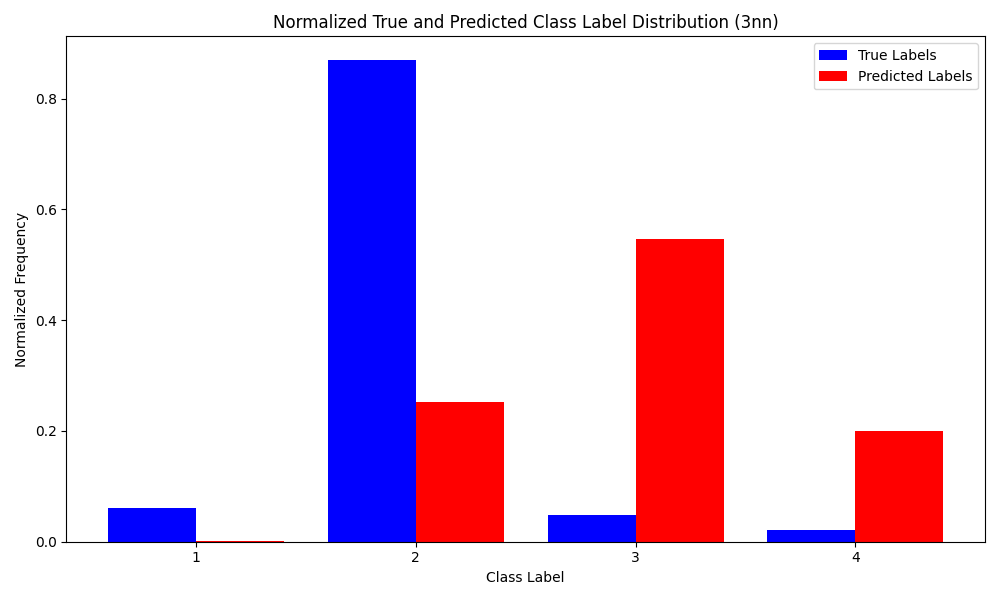 Normalized True and Predicted Class Label Distribution (3nn)
True Labels
Predicted Labels
Normalized Frequency
0.8
0.6
0.4
0.2
0.0
1 2 3 4
Class Label